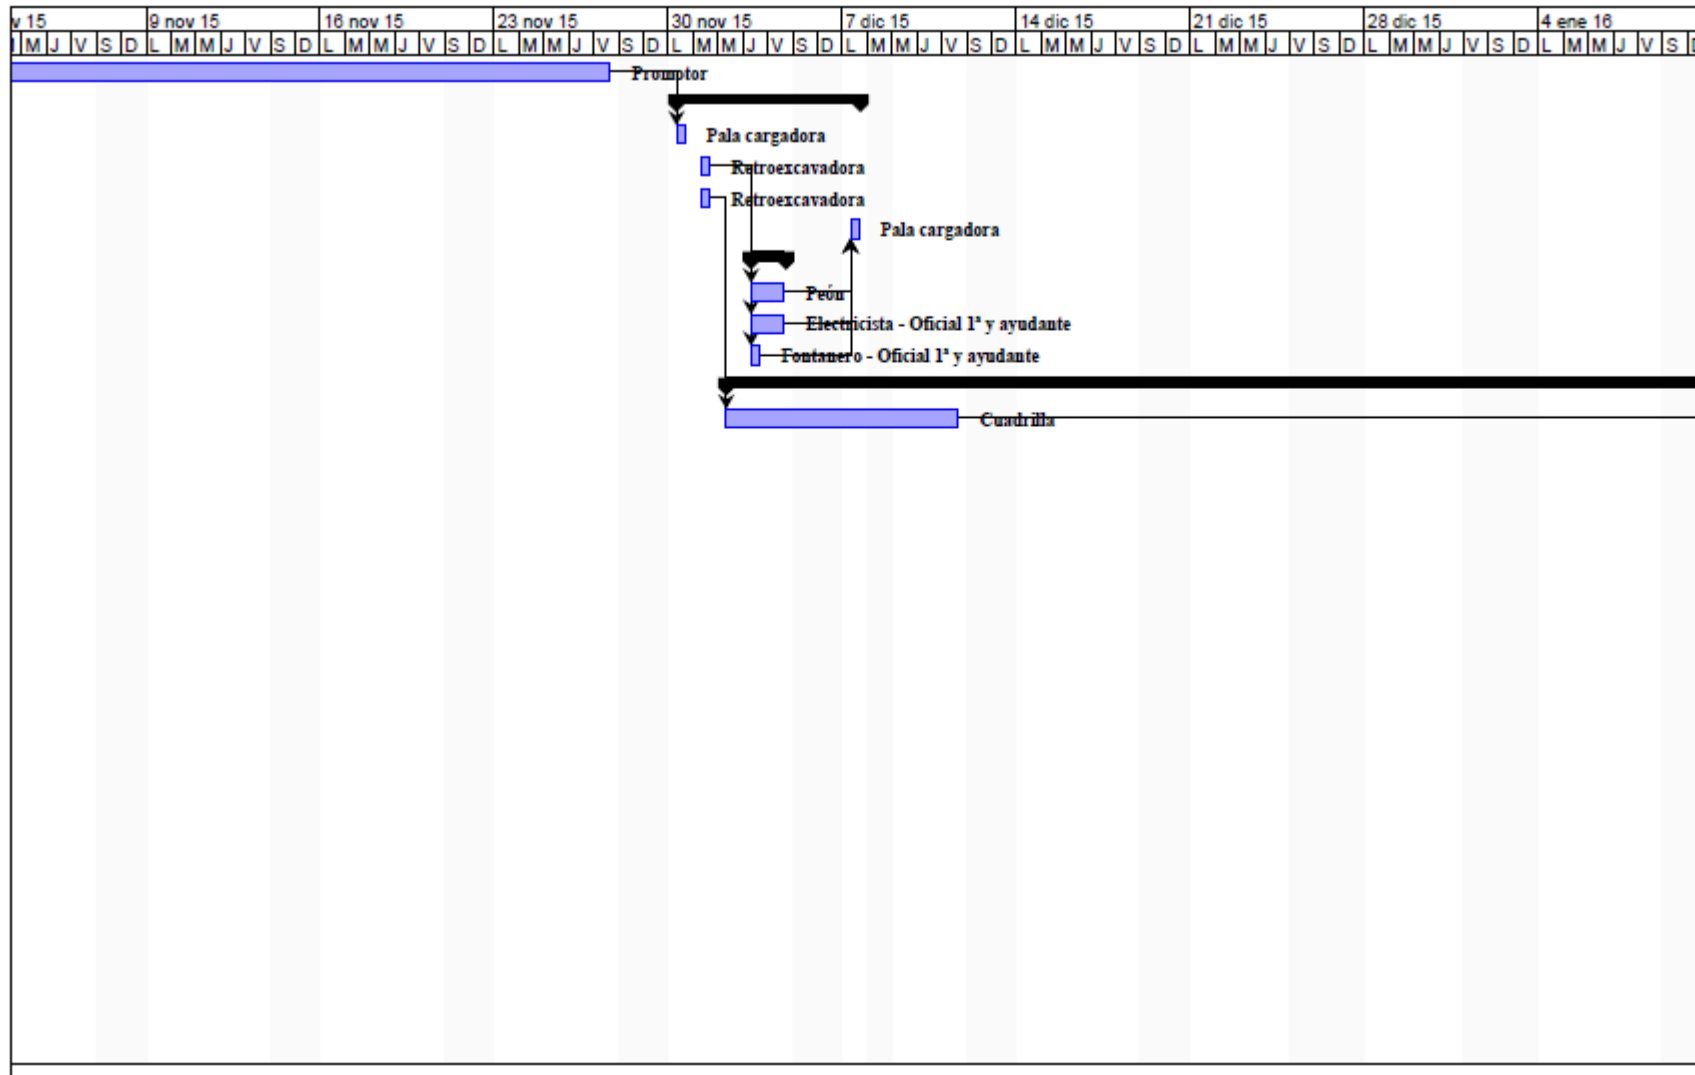 v 15 9 nov 15 16 nov 15 23 nov 15 30 nov 15 7 dic 15 14 dic 15 21 dic 15 28 dic 15 4 ene 16
M J V S D L M M J V S D L M M J V S D L M M J V S D L M M J V S D L M M J V S D L M M J V S D L M M J V S D L M M J V S D L M M J V S
Promotor
Pala cargadora
Retroexcavadora
Retroexcavadora
Pala cargadora
Peón
Electricista - Oficial 1ª y ayudante
Fontanero - Oficial 1ª y ayudante
Cuadrilla